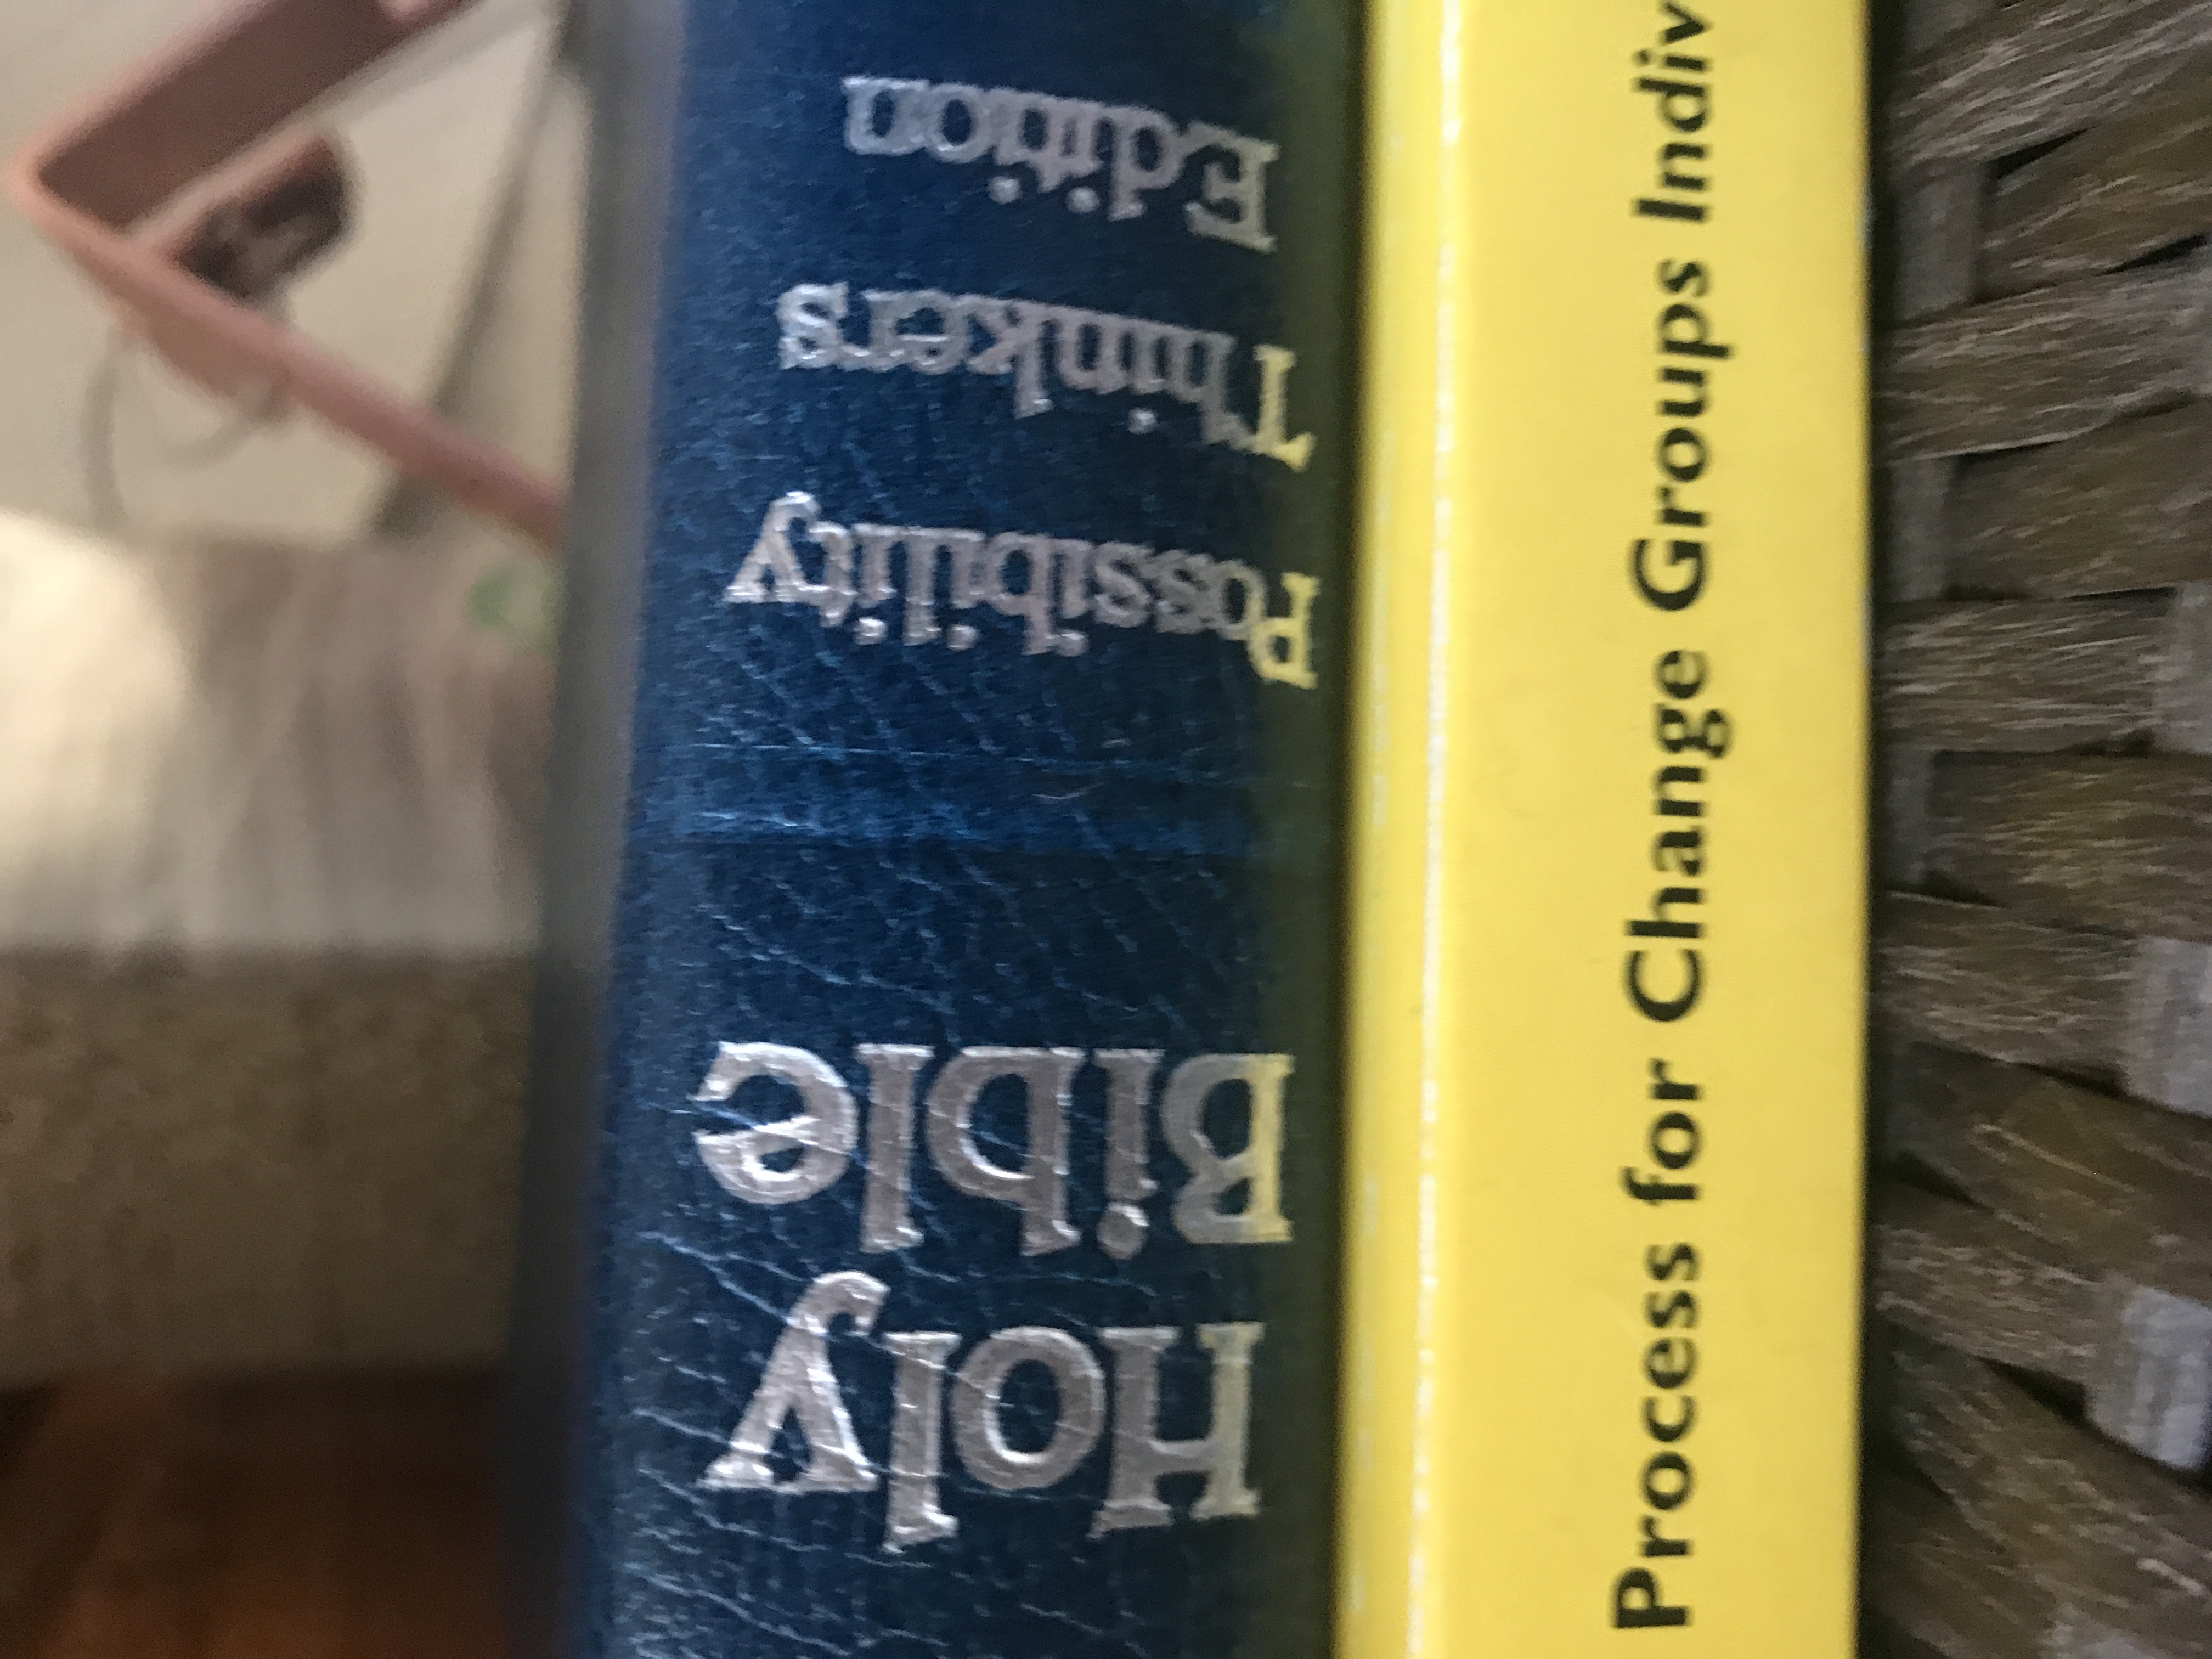 Holy
Bible
Possibility
Thinkers
Edition
Process for Change Groups Indiv